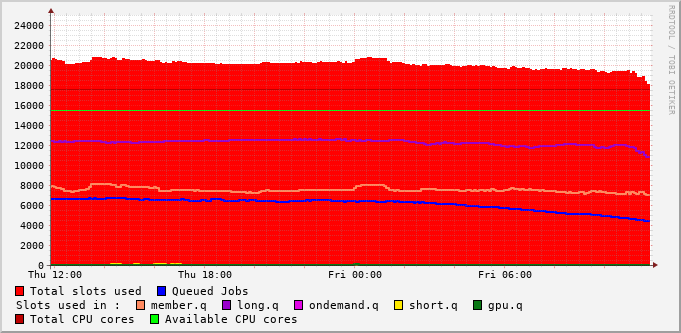 RRDTOOL / TOBI OETIKER
24000
22000
20000
18000
16000
14000
12000
10000
8000
6000
4000
2000
0
Thu 12:00 Thu 18:00 Fri 00:00 Fri 06:00
Total slots used Queued Jobs
Slots used in : member.q long.q ondemand.q short.q gpu.q
Total CPU cores Available CPU cores